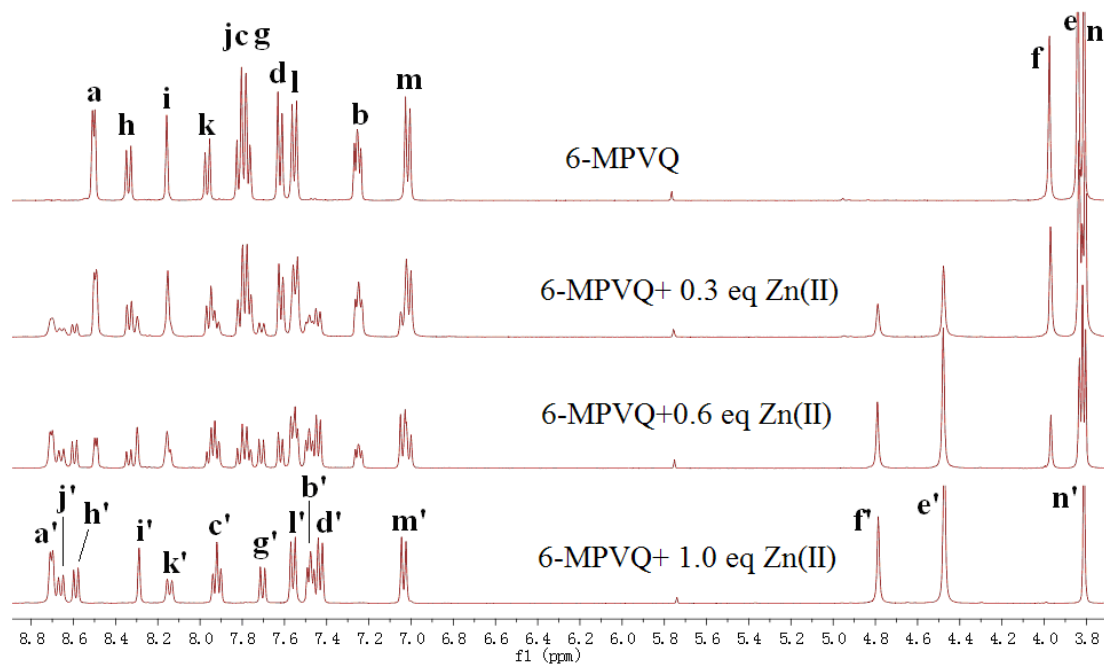 jc g
e
n
a
h
i
k
d
l
b
m
f
6-MPVQ
6-MPVQ+ 0.3 eq Zn(II)
6-MPVQ+0.6 eq Zn(II)
a'
j'
h'
i'
k'
c'
g'
l'
b'
d'
m'
6-MPVQ+ 1.0 eq Zn(II)
f'
e'
n'
8.8 8.6 8.4 8.2 8.0 7.8 7.6 7.4 7.2 7.0 6.8 6.6 6.4 6.2 6.0 5.8 5.6 5.4 5.2 5.0 4.8 4.6 4.4 4.2 4.0 3.8
f1 (ppm)